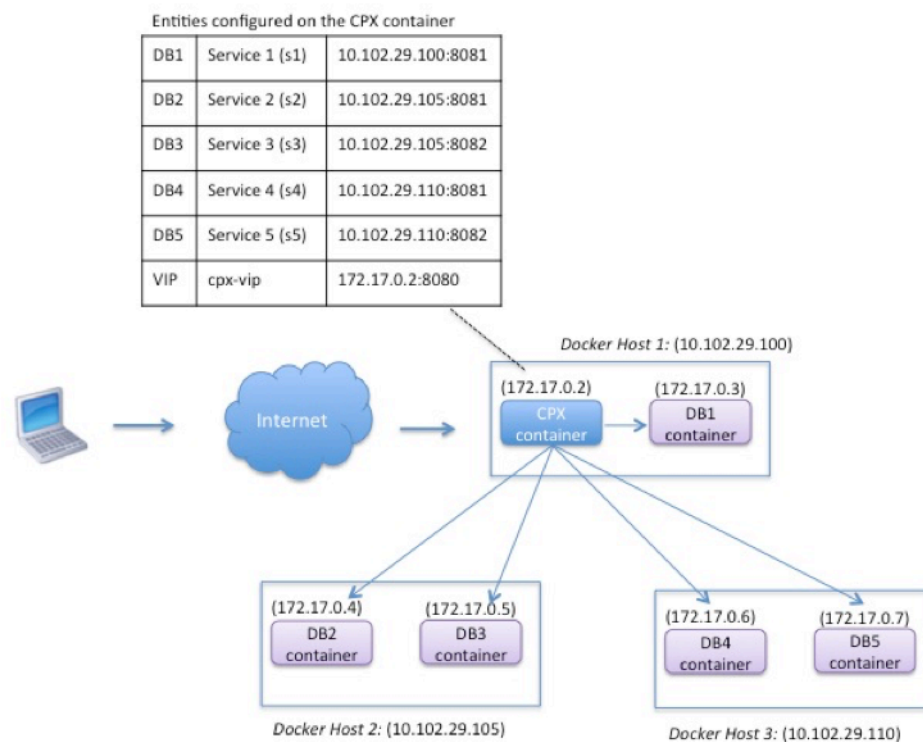 Entities configured on the CPX container
DB1 Service 1 (s1) 10.102.29.100:8081
DB2 Service 2 (s2) 10.102.29.105:8081
DB3 Service 3 (s3) 10.102.29.105:8082
DB4 Service 4 (s4) 10.102.29.110:8081
DB5 Service 5 (s5) 10.102.29.110:8082
VIP cpx-vip 172.17.0.2:8080
Docker Host 1: (10.102.29.100)
(172.17.0.2) (172.17.0.3)
CPX
container
DB1
container
Internet
(172.17.0.4) (172.17.0.5)
DB2
container
DB3
container
Docker Host 2: (10.102.29.105)
(172.17.0.6) (172.17.0.7)
DB4
container
DB5
container
Docker Host 3: (10.102.29.110)